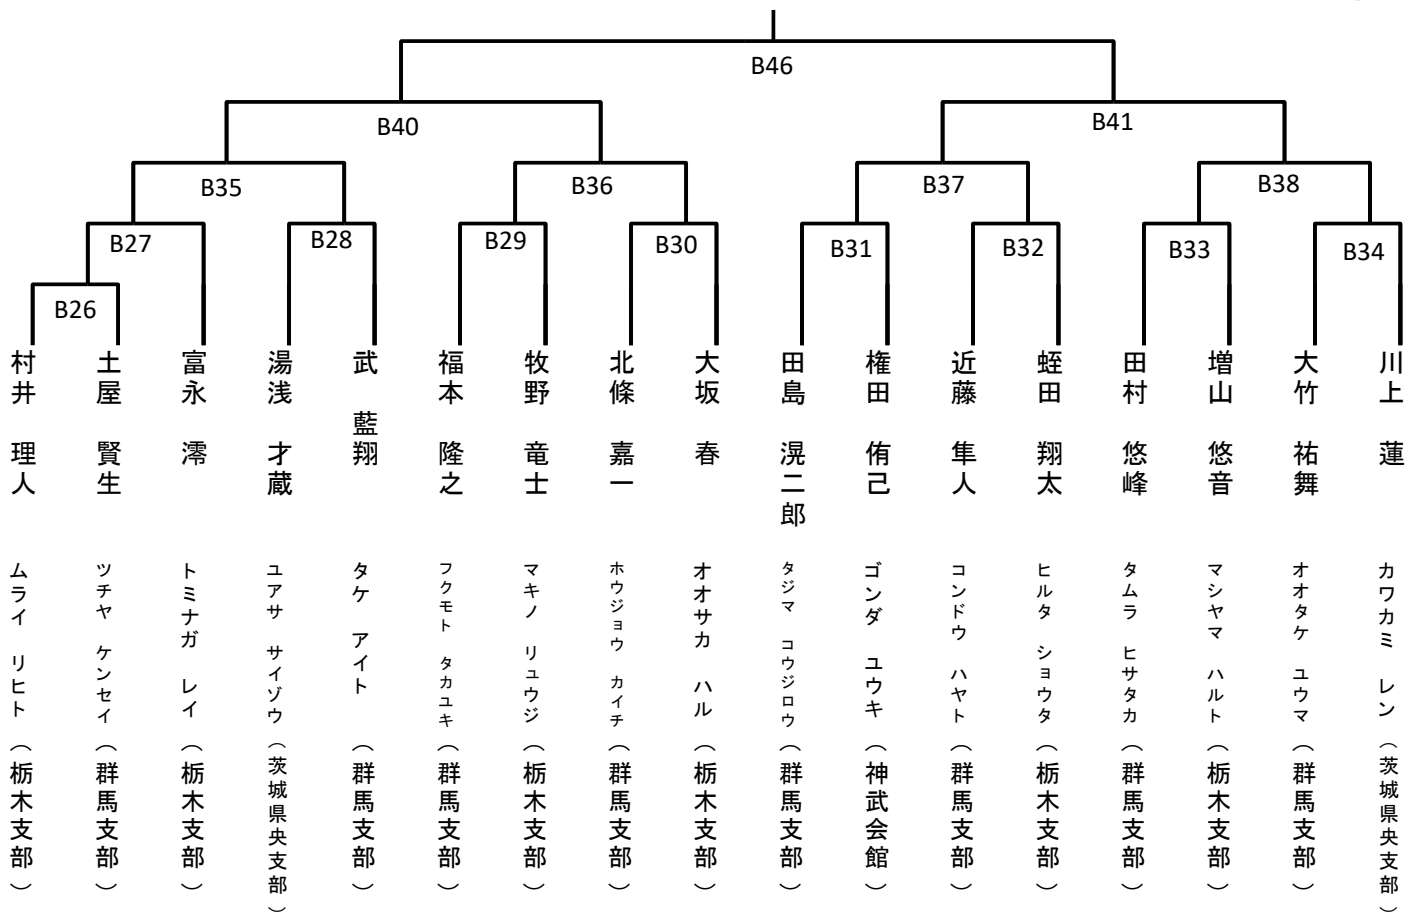 B46
B40
B41
B35
B36
B37
B38
B27
B28
B29
B30
B31
B32
B33
B34
B26
村井 理人 ムライ リヒト (栃木支部)
土屋 賢生 ツチヤ ケンセイ (群馬支部)
富永 澪 トミナガ レイ (栃木支部)
湯浅 才蔵 ユアサ サイゾウ (茨城県央支部)
武 藍翔 タケ アイト (群馬支部)
福本 隆之 フクモト タカユキ (群馬支部)
牧野 竜士 マキノ リュウジ (栃木支部)
北條 嘉一 ホウジョウ カイチ (群馬支部)
大坂 春 オオサカ ハル (栃木支部)
田島 滉二郎 タジマ コウジロウ (群馬支部)
権田 侑己 ゴンダ ユウキ (神武会館)
近藤 隼人 コンドウ ハヤト (群馬支部)
蛭田 翔太 ヒルタ ショウタ (栃木支部)
田村 悠峰 タムラ ヒサタカ (群馬支部)
増山 悠音 マシヤマ ハルト (栃木支部)
大竹 祐舞 オオタケ ユウマ (群馬支部)
川上 蓮 カワカミ レン (茨城県央支部)